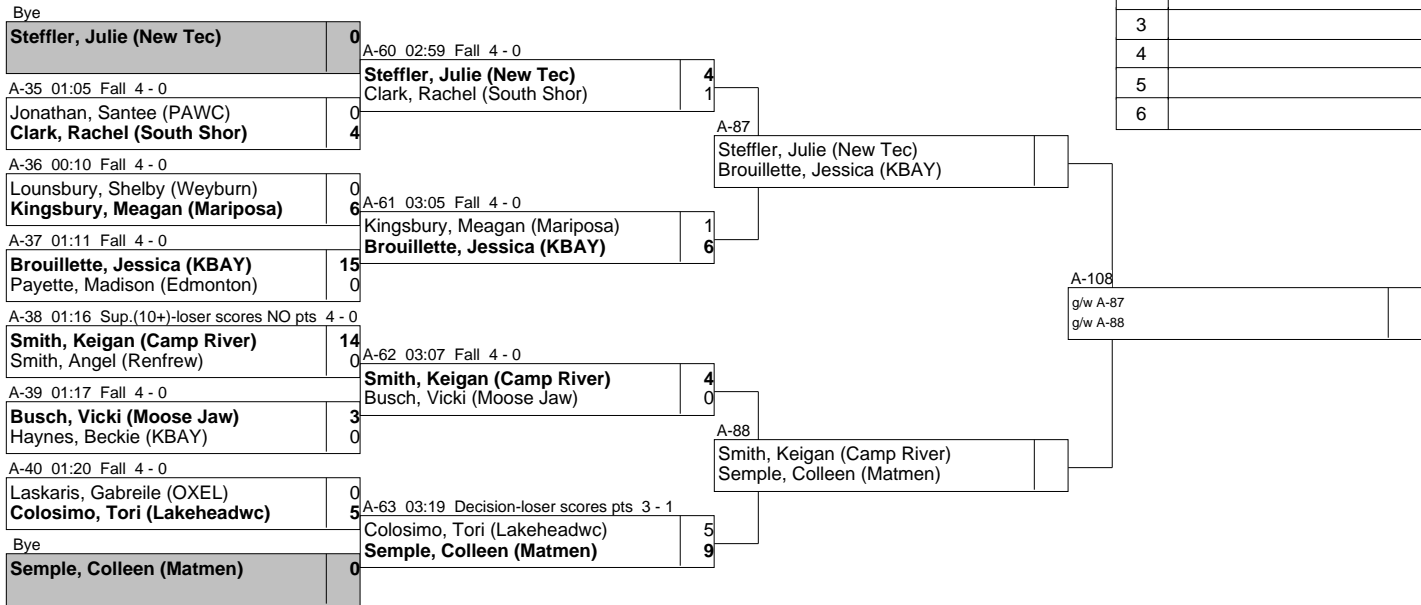 Bye
Steffler, Julie (New Tec) 0
A-35 01:05 Fall 4 - 0
Jonathan, Santee (PAWC) 0
Clark, Rachel (South Shor) 4
A-36 00:10 Fall 4 - 0
Lounsbury, Shelby (Weyburn) 0
Kingsbury, Meagan (Mariposa) 6
A-37 01:11 Fall 4 - 0
Brouillette, Jessica (KBAY) 15
Payette, Madison (Edmonton) 0
A-38 01:16 Sup.(10+)-loser scores NO pts 4 - 0
Smith, Keigan (Camp River) 14
Smith, Angel (Renfrew) 0
A-39 01:17 Fall 4 - 0
Busch, Vicki (Moose Jaw) 3
Haynes, Beckie (KBAY) 0
A-40 01:20 Fall 4 - 0
Laskaris, Gabreile (OXEL) 0
Colosimo, Tori (Lakeheadwc) 5
Bye
Semple, Colleen (Matmen) 0
A-60 02:59 Fall 4 - 0
Steffler, Julie (New Tec) 4
Clark, Rachel (South Shor) 1
A-61 03:05 Fall 4 - 0
Kingsbury, Meagan (Mariposa) 1
Brouillette, Jessica (KBAY) 6
A-62 03:07 Fall 4 - 0
Smith, Keigan (Camp River) 4
Busch, Vicki (Moose Jaw) 0
A-63 03:19 Decision-loser scores pts 3 - 1
Colosimo, Tori (Lakeheadwc) 5
Semple, Colleen (Matmen) 9
A-87
Steffler, Julie (New Tec)
Brouillette, Jessica (KBAY)
A-88
Smith, Keigan (Camp River)
Semple, Colleen (Matmen)
A-108
g/w A-87
g/w A-88
3
4
5
6